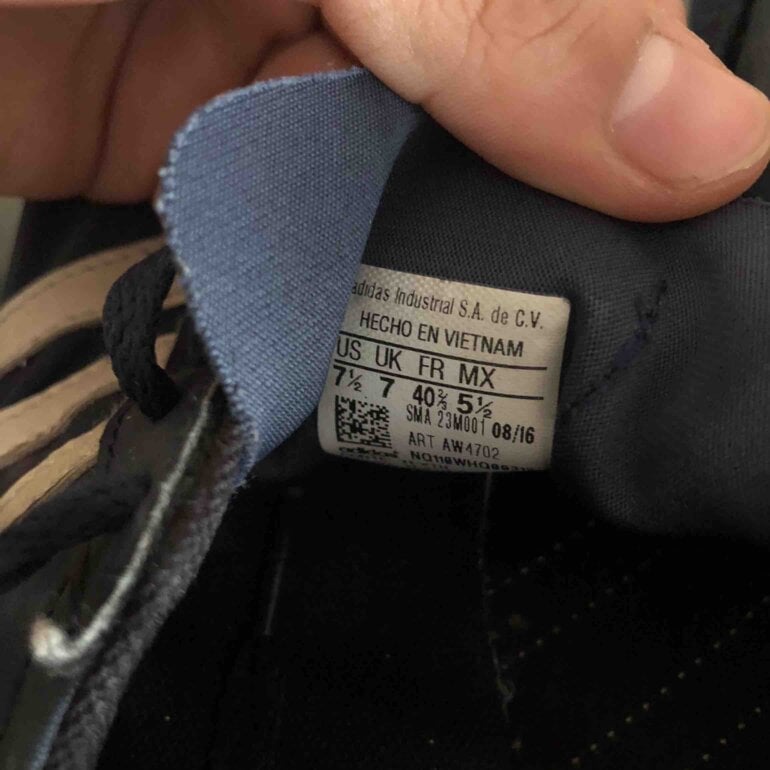 adidas Industrial S.A. de C.V.
HECHO EN VIETNAM
US UK FR MX
7½ 7 40⅔ 5½
SMA 23M001 08/16
ART AW4702